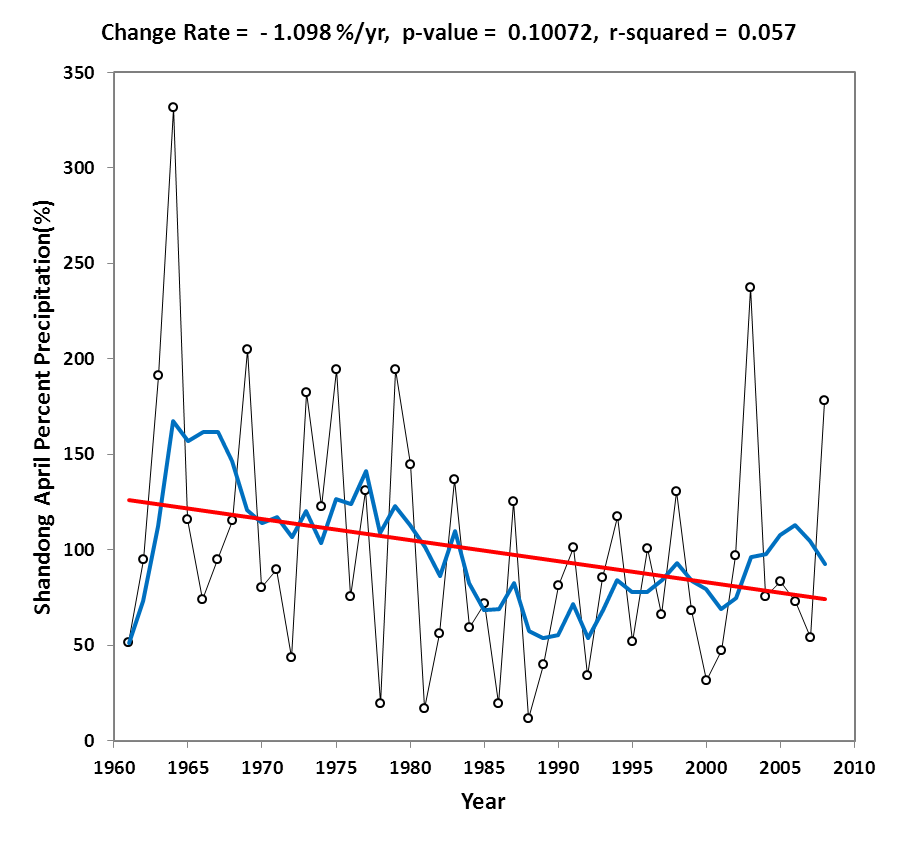 Change Rate = - 1.098 %/yr, p-value = 0.10072, r-squared = 0.057
350
300
250
200
150
100
50
0
Shandong April Percent Precipitation(%)
1960 1965 1970 1975 1980 1985 1990 1995 2000 2005 2010
Year